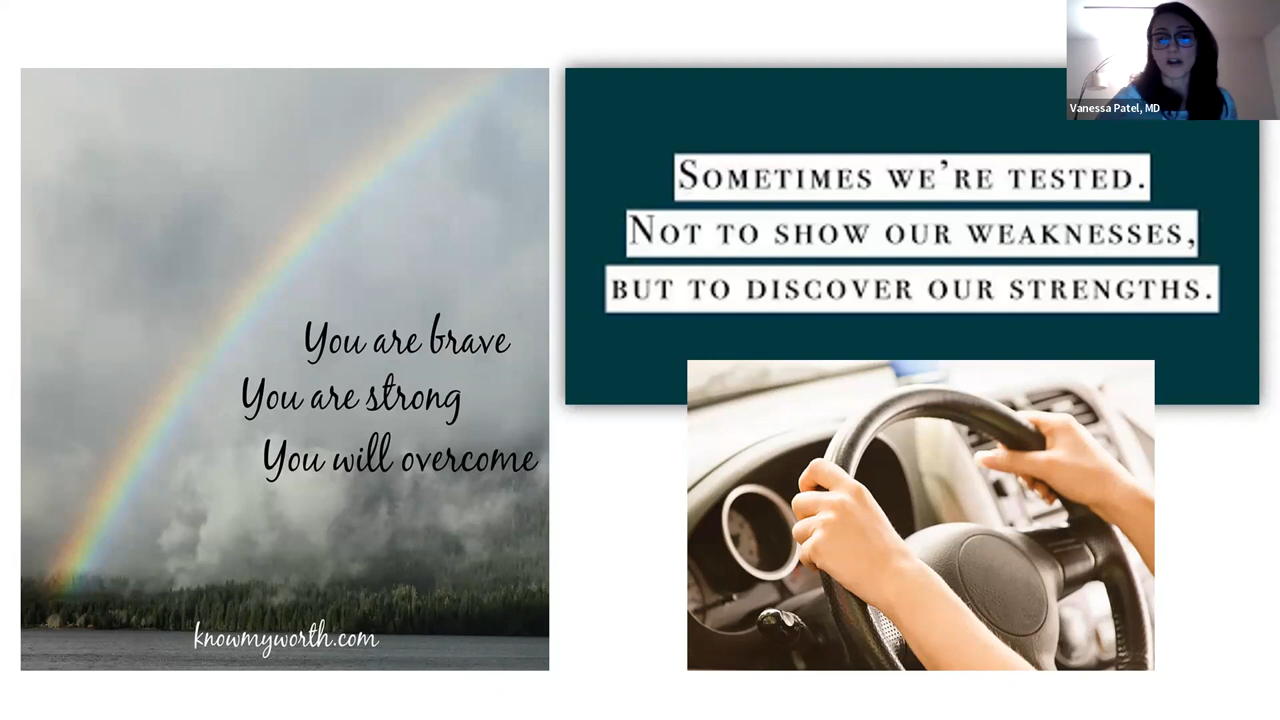 You are brave
You are strong
You will overcome
knowmyworth.com
Sometimes we're tested.
Not to show our weaknesses,
but to discover our strengths.
Vanessa Patel, MD